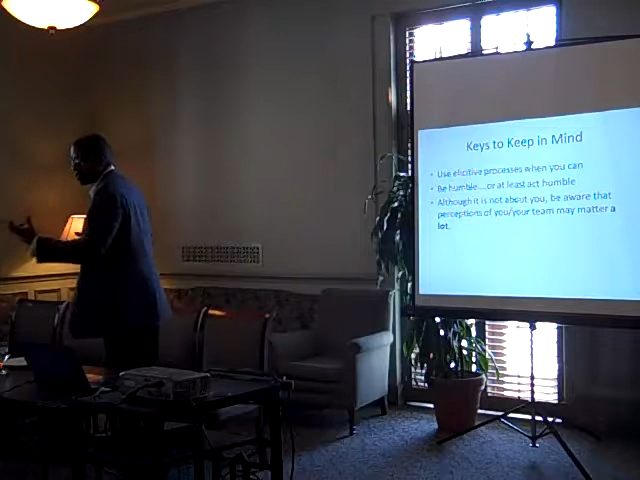 Keys to Keep in Mind
• Use elicitive processes when you can
• Be humble....or at least act humble
• Although it is not about you, be aware that
perceptions of you/your team may matter a
lot.